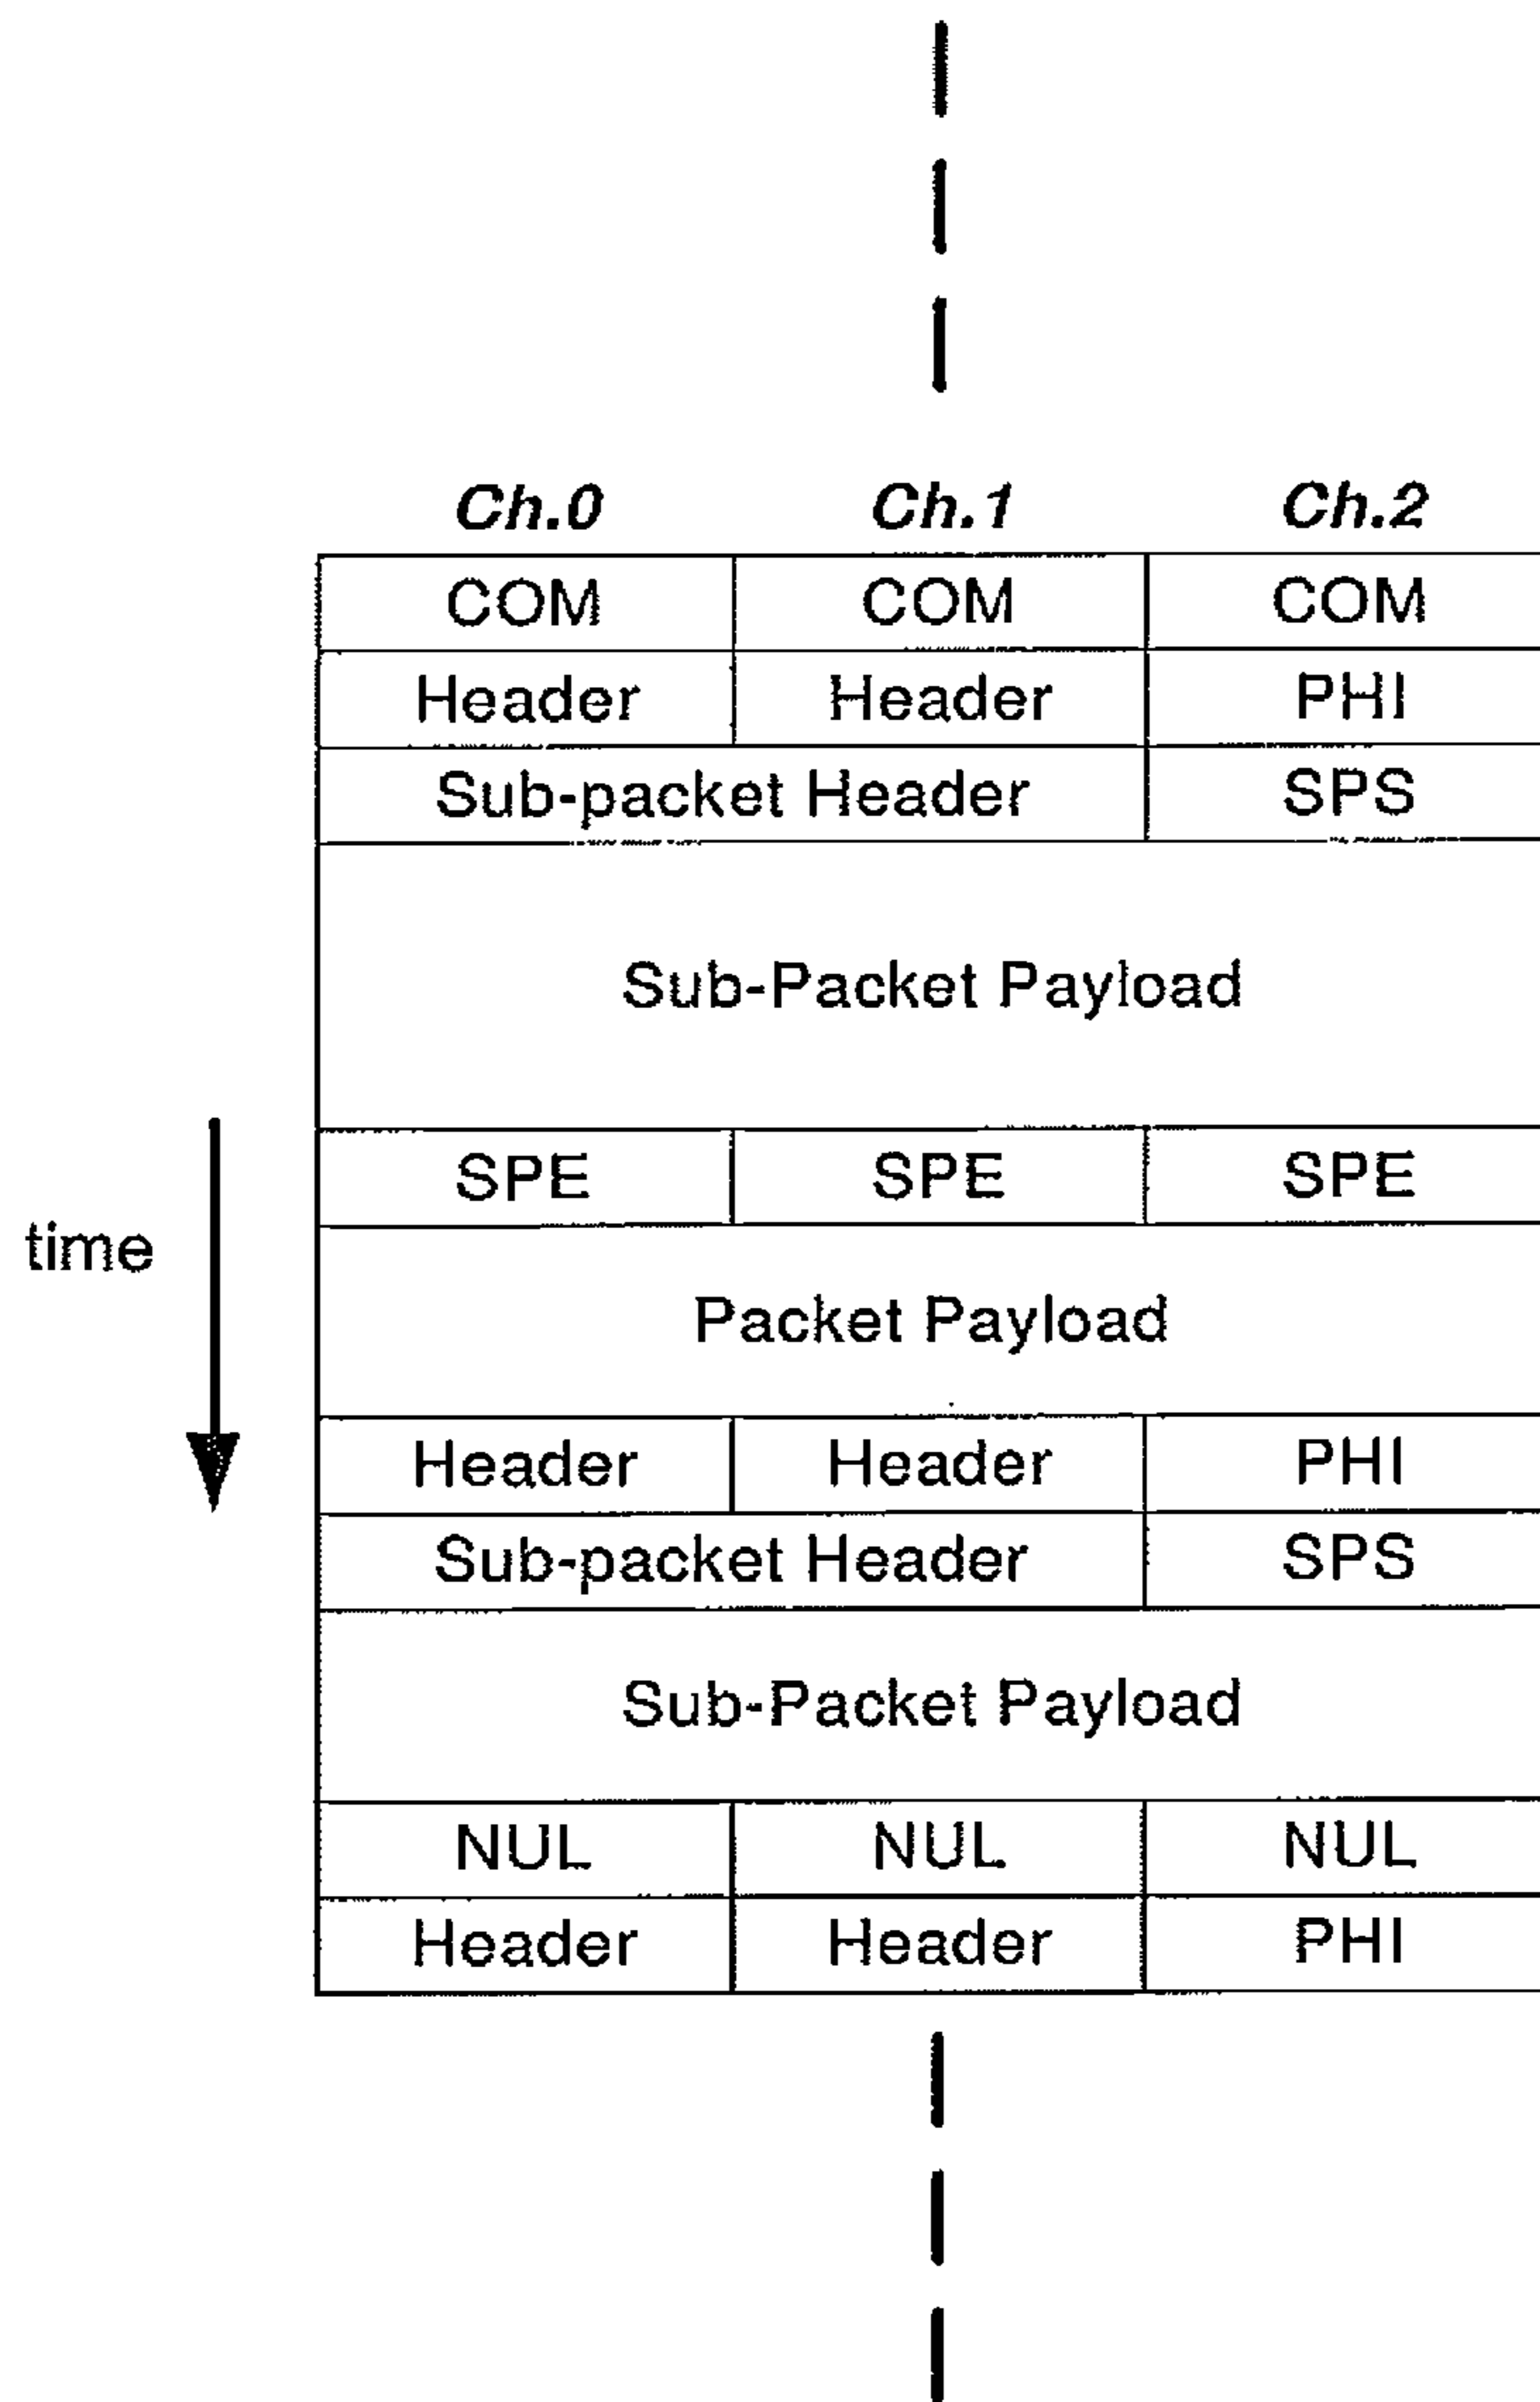 Ch.0 Ch.1 Ch.2
COM COM COM
Header Header PHI
Sub-packet Header SPS
Sub-Packet Payload
SPE SPE SPE
time
Packet Payload
Header Header PHI
Sub-packet Header SPS
Sub-Packet Payload
NUL NUL NUL
Header Header PHI